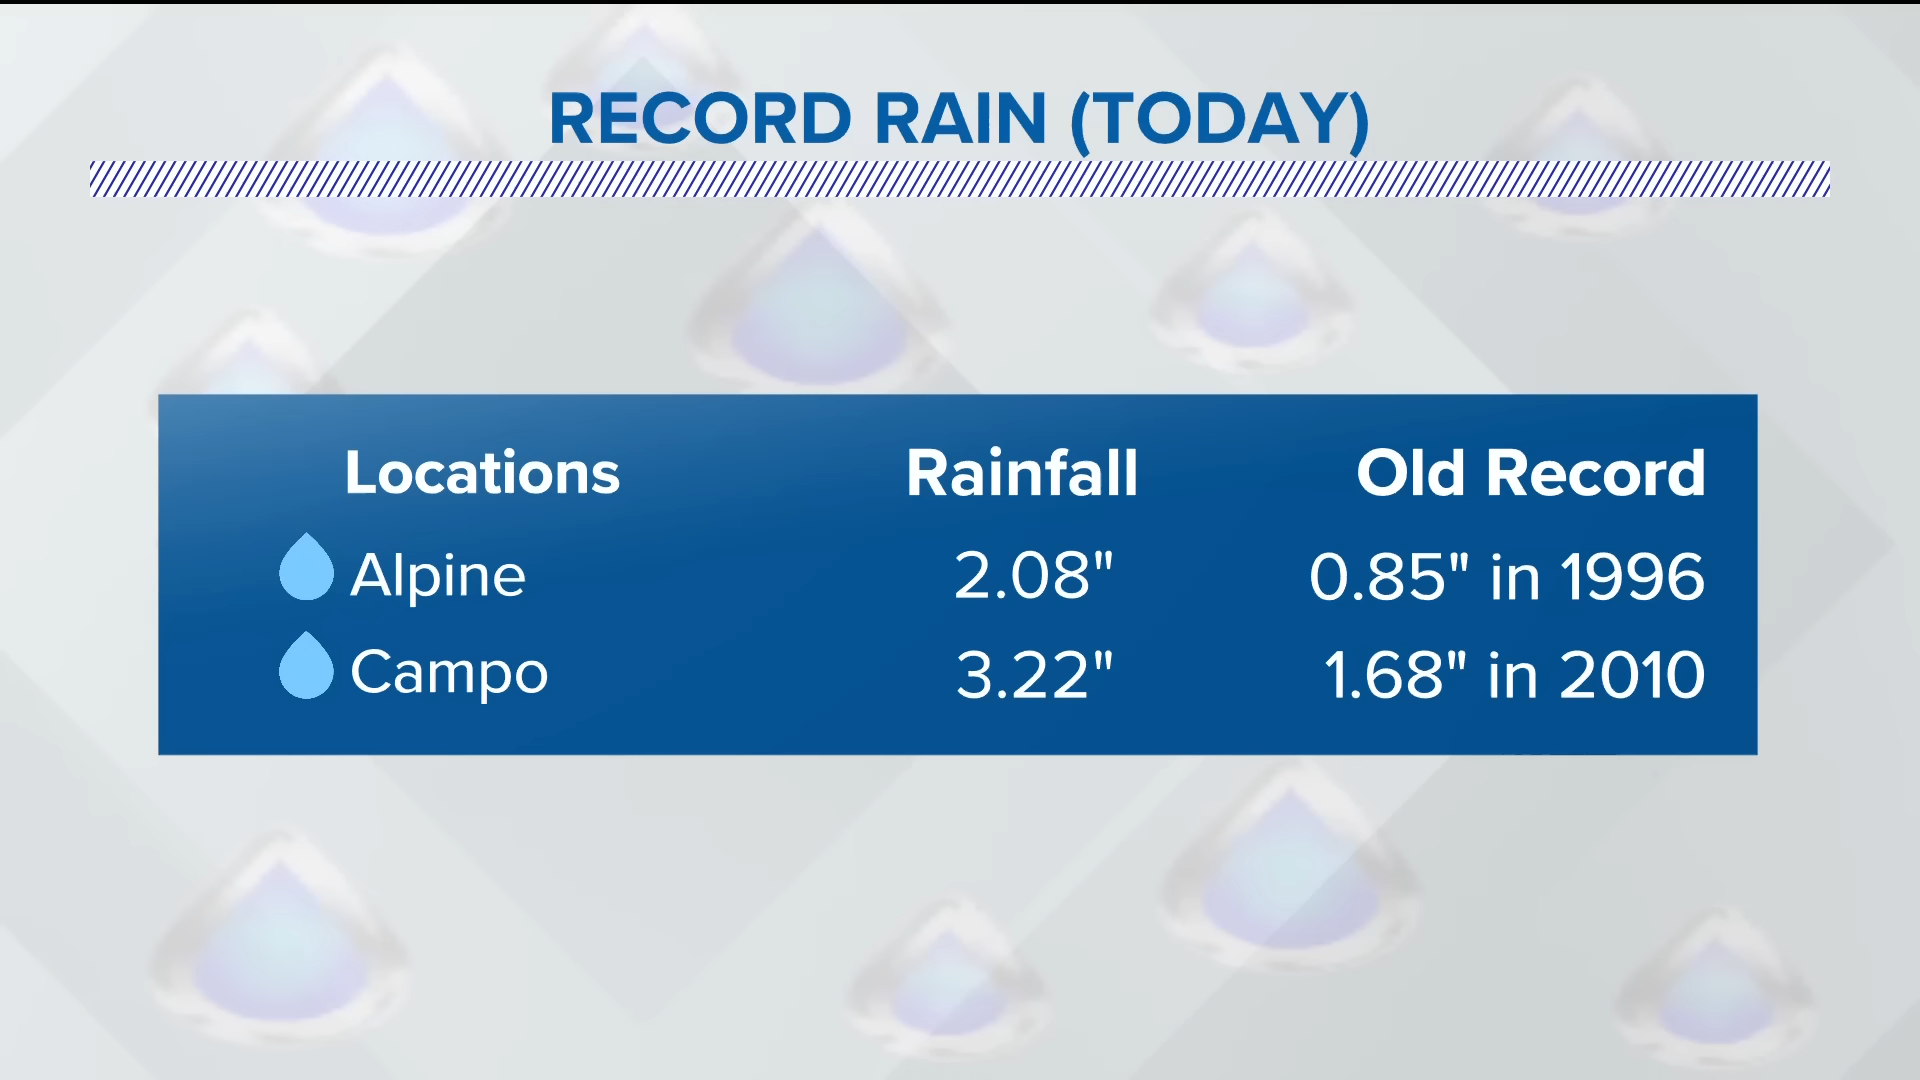 RECORD RAIN (TODAY)
Locations Rainfall Old Record
Alpine 2.08" 0.85" in 1996
Campo 3.22" 1.68" in 2010